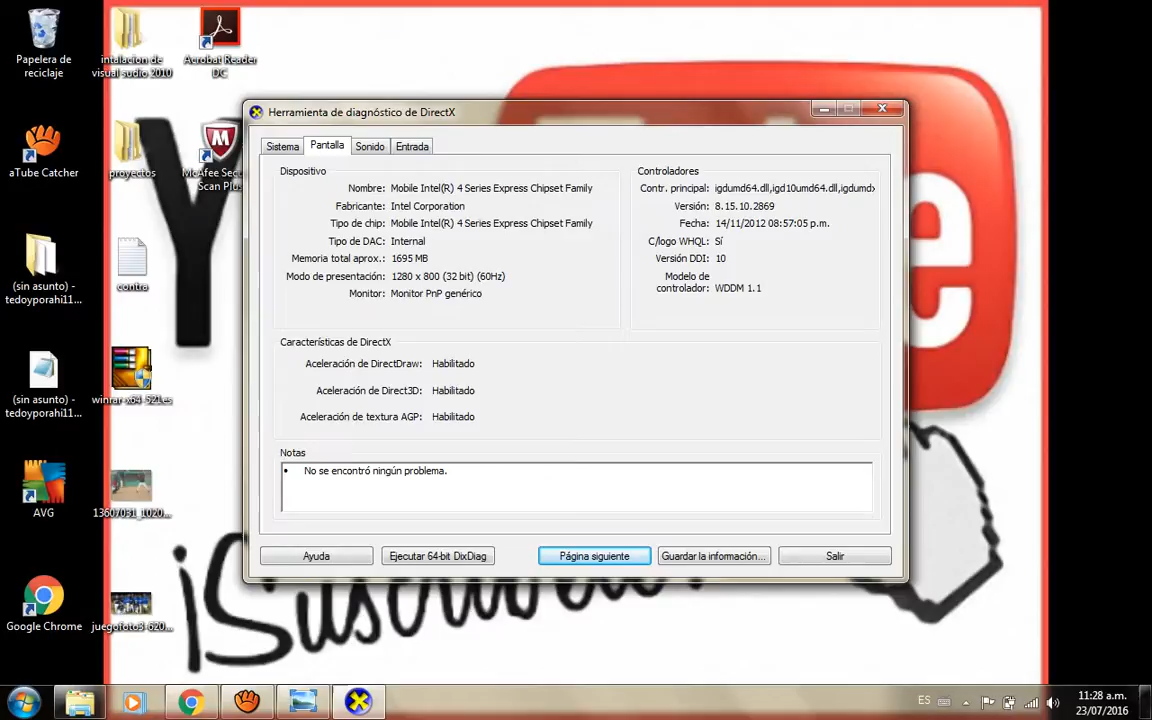 Papelera de
reciclaje
intalacion de
visual sudio 2010
Acrobat Reader
DC
aTube Catcher
proyectos
McAfee Secu
Scan Plus
(sin asunto) -
tedoyporahi11...
contra
(sin asunto) -
tedoyporahi11...
winrar-x64-521es
AVG
13607031_1020...
Google Chrome
juegofoto3-620...
Herramienta de diagnóstico de DirectX
Sistema Pantalla Sonido Entrada
Dispositivo
Nombre: Mobile Intel(R) 4 Series Express Chipset Family
Fabricante: Intel Corporation
Tipo de chip: Mobile Intel(R) 4 Series Express Chipset Family
Tipo de DAC: Internal
Memoria total aprox.: 1695 MB
Modo de presentación: 1280 x 800 (32 bit) (60Hz)
Monitor: Monitor PnP genérico
Controladores
Contr. principal: igdumd64.dll,igd10umd64.dll,igdumdx
Versión: 8.15.10.2869
Fecha: 14/11/2012 08:57:05 p.m.
C/logo WHQL: Sí
Versión DDI: 10
Modelo de
controlador: WDDM 1.1
Características de DirectX
Aceleración de DirectDraw: Habilitado
Aceleración de Direct3D: Habilitado
Aceleración de textura AGP: Habilitado
Notas
• No se encontró ningún problema.
Ayuda Ejecutar 64-bit DxDiag Página siguiente Guardar la información... Salir
ES
11:28 a.m.
23/07/2016